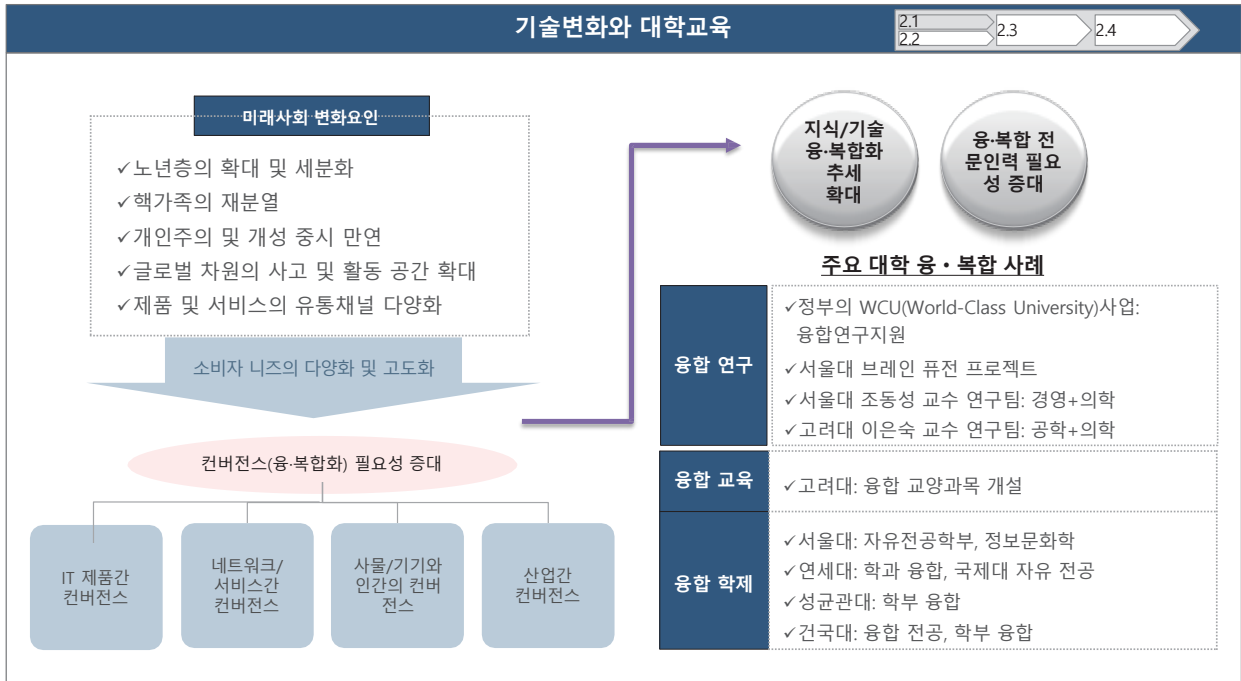 기술변화와 대학교육
2.1
2.2
2.3
2.4
미래사회 변화요인
✓노년층의 확대 및 세분화
✓핵가족의 재분열
✓개인주의 및 개성 중시 만연
✓글로벌 차원의 사고 및 활동 공간 확대
✓제품 및 서비스의 유통채널 다양화
소비자 니즈의 다양화 및 고도화
컨버전스(융·복합화) 필요성 증대
IT 제품간
컨버전스
네트워크/
서비스간
컨버전스
사물/기기와
인간의 컨버
전스
산업간
컨버전스
지식/기술
융·복합화
추세
확대
융·복합 전
문인력 필요
성 증대
주요 대학 융·복합 사례
융합 연구
✓정부의 WCU(World-Class University)사업:
융합연구지원
✓서울대 브레인 퓨전 프로젝트
✓서울대 조동성 교수 연구팀: 경영+의학
✓고려대 이은숙 교수 연구팀: 공학+의학
융합 교육
✓고려대: 융합 교양과목 개설
융합 학제
✓서울대: 자유전공학부, 정보문화학
✓연세대: 학과 융합, 국제대 자유 전공
✓성균관대: 학부 융합
✓건국대: 융합 전공, 학부 융합